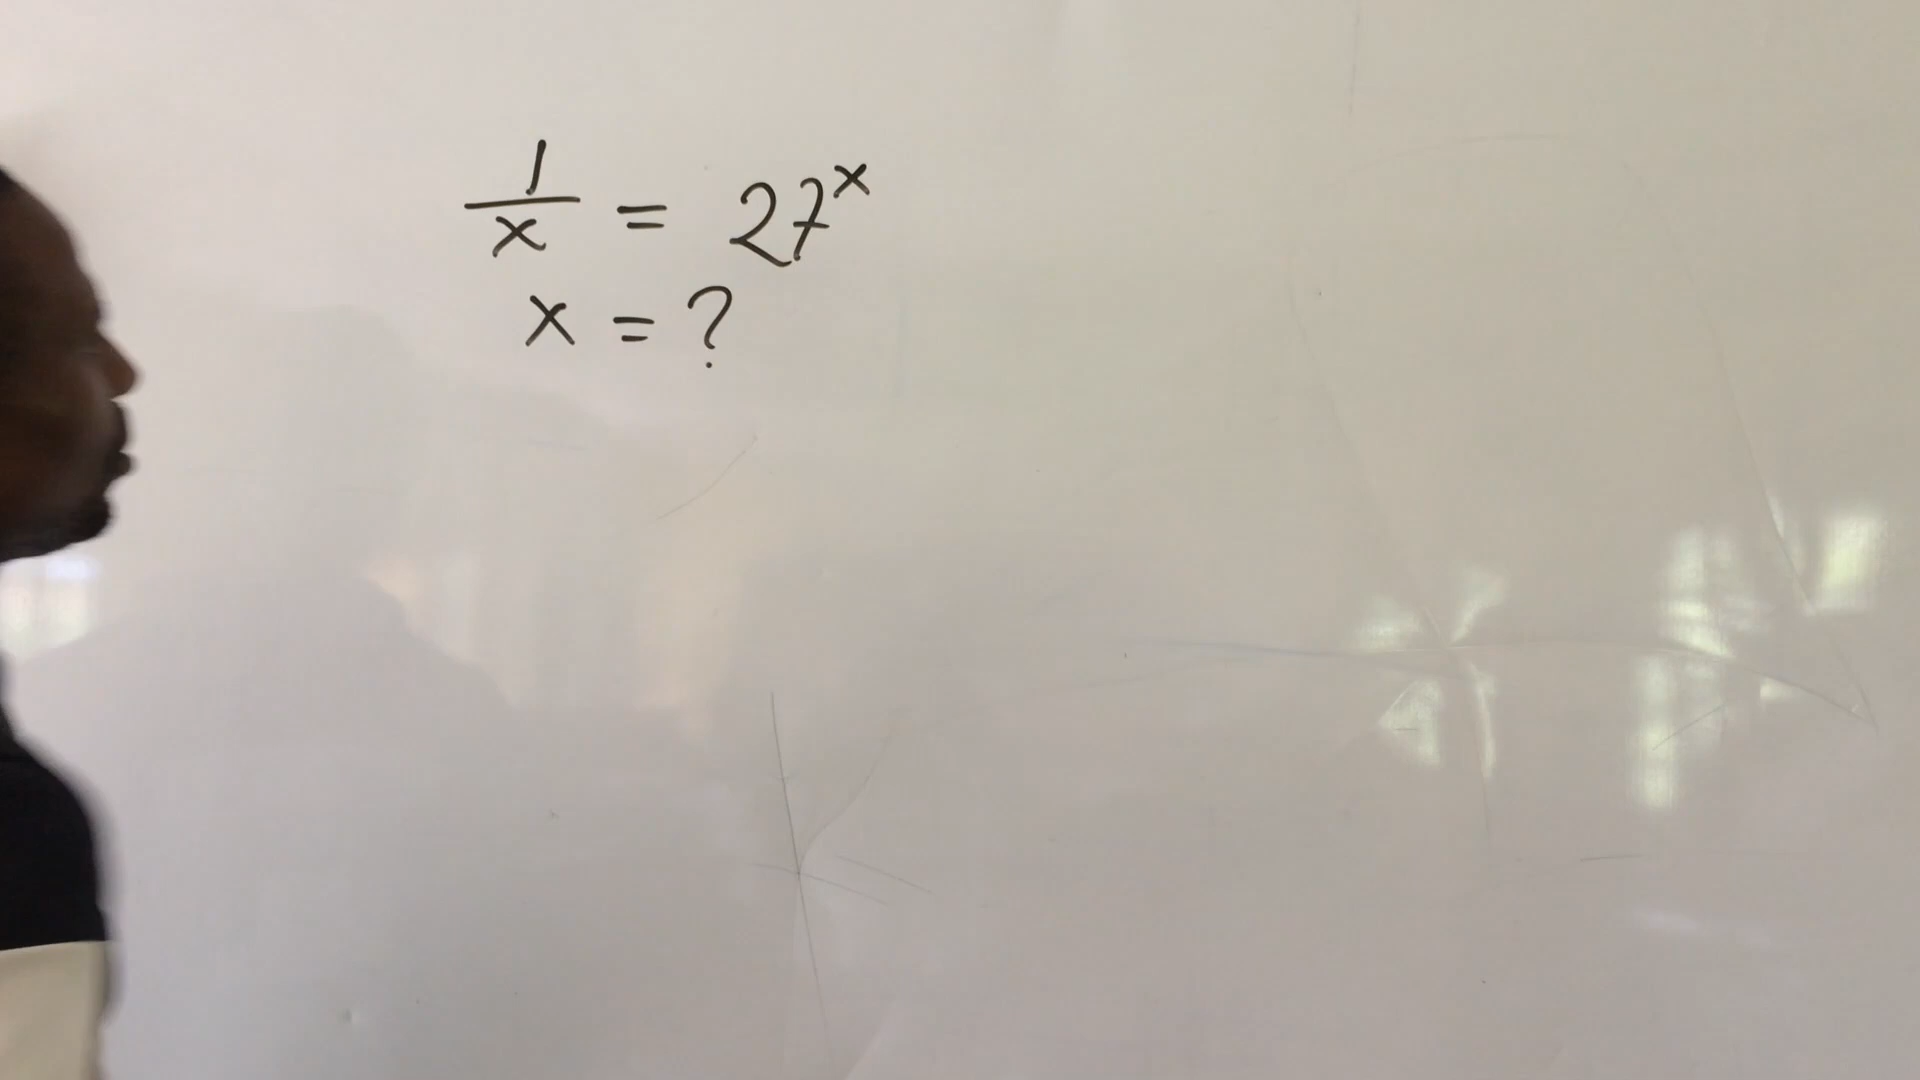 1/x = 27^x
x = ?